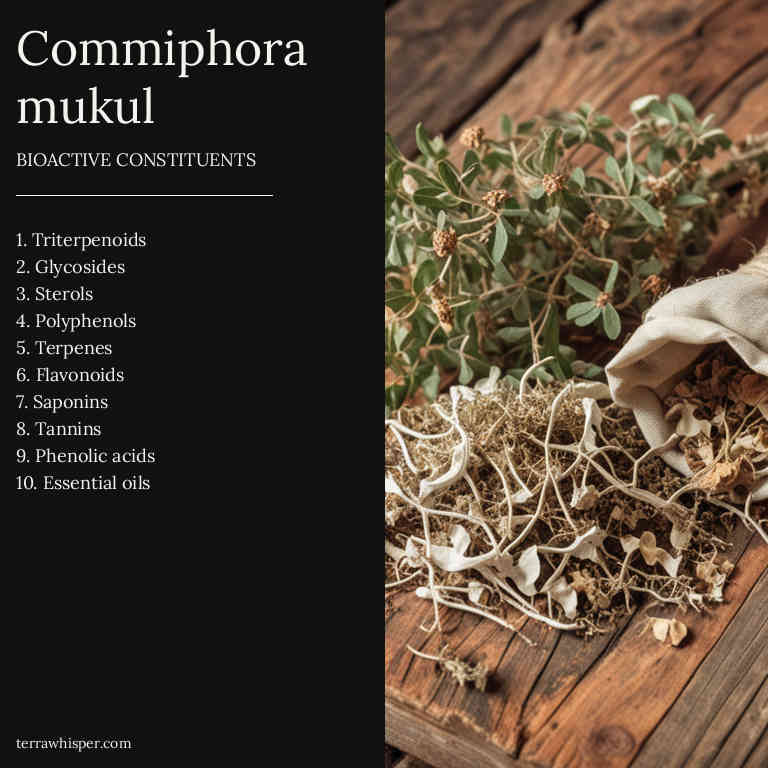 Commiphora
mukul
BIOACTIVE CONSTITUENTS
1. Triterpenoids
2. Glycosides
3. Sterols
4. Polyphenols
5. Terpenes
6. Flavonoids
7. Saponins
8. Tannins
9. Phenolic acids
10. Essential oils
terrawhisper.com